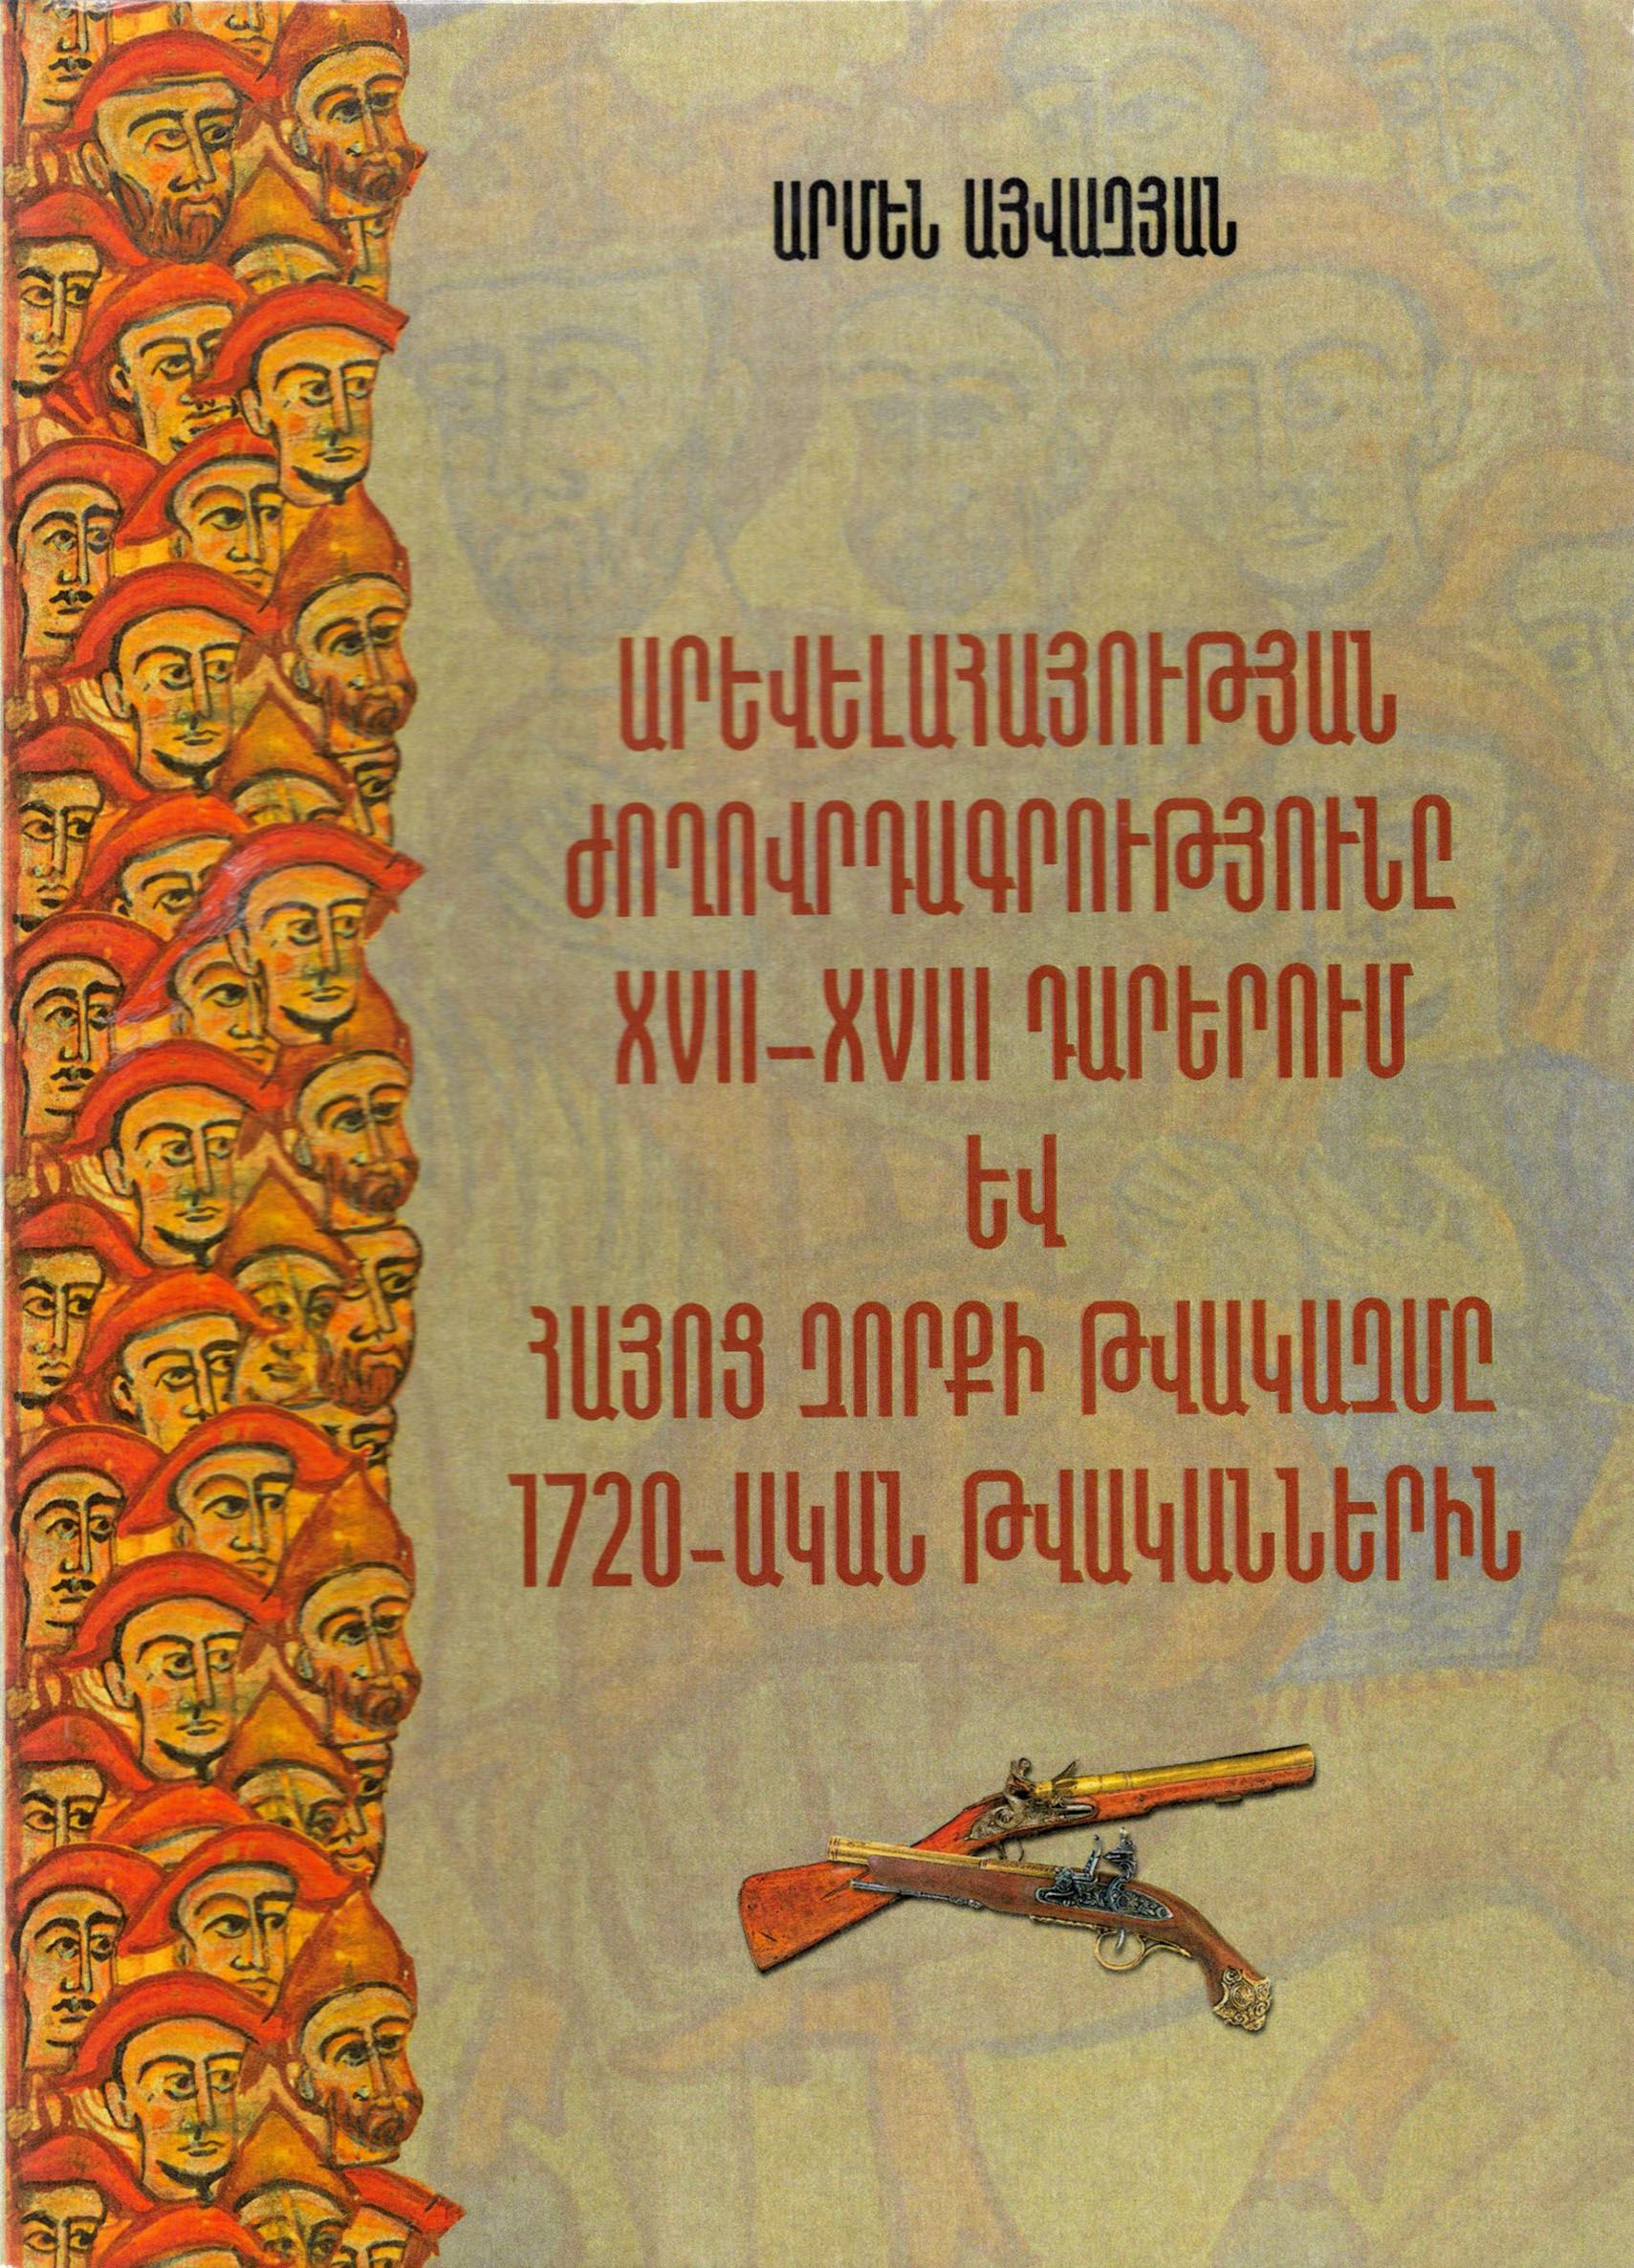 ԱՐՄԵՆ ԱՅՎԱԶՅԱՆ
ԱՐԵՎԵԼԱՀԱՅՈՒԹՅԱՆ
ԺՈՂՈՎՐԴԱԳՐՈՒԹՅՈՒՆԸ
XVII–XVIII ԴԱՐԵՐՈՒՄ
ԵՎ
ՀԱՅՈՑ ԶՈՐՔԻ ԹՎԱԿԱԶՄԸ
1720-ԱԿԱՆ ԹՎԱԿԱՆՆԵՐԻՆ